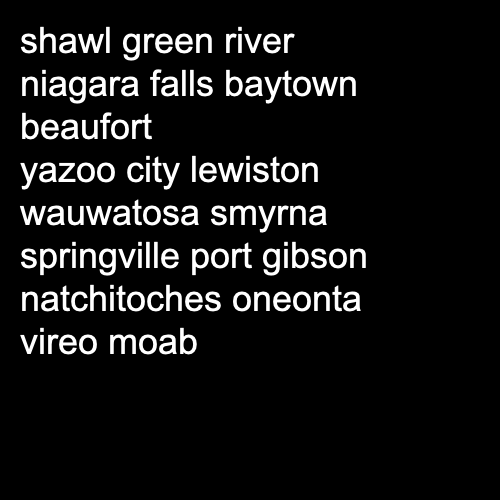 shawl green river
niagara falls baytown
beaufort
yazoo city lewiston
wauwatosa smyrna
springville port gibson
natchitoches oneonta
vireo moab